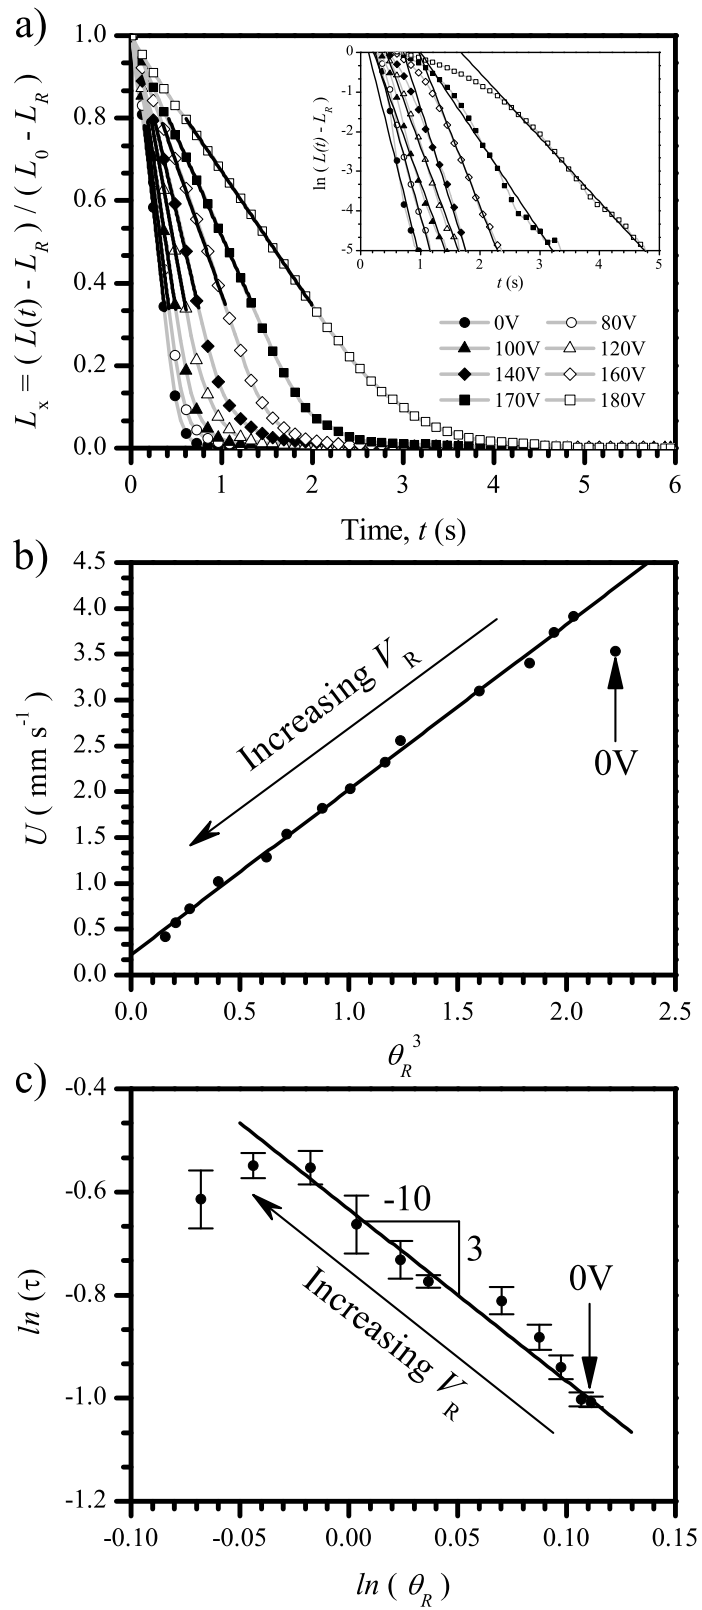 a)
L_x = ( L(t) - L_R ) / ( L_0 - L_R )
1.0
0.8
0.6
0.4
0.2
0.0
0 1 2 3 4 5 6
Time, t (s)
ln ( L(t) - L_R )
0
-1
-2
-3
-4
-5
0 1 2 3 4 5
t (s)
0V 80V
100V 120V
140V 160V
170V 180V
b)
U ( mm s^-1 )
4.5
4.0
3.5
3.0
2.5
2.0
1.5
1.0
0.5
0.0
Increasing V_R
0V
0.0 0.5 1.0 1.5 2.0 2.5
θ_R^3
c)
ln (τ)
-0.4
-0.6
-0.8
-1.0
-1.2
-10
3
0V
Increasing V_R
-0.10 -0.05 0.00 0.05 0.10 0.15
ln ( θ_R )